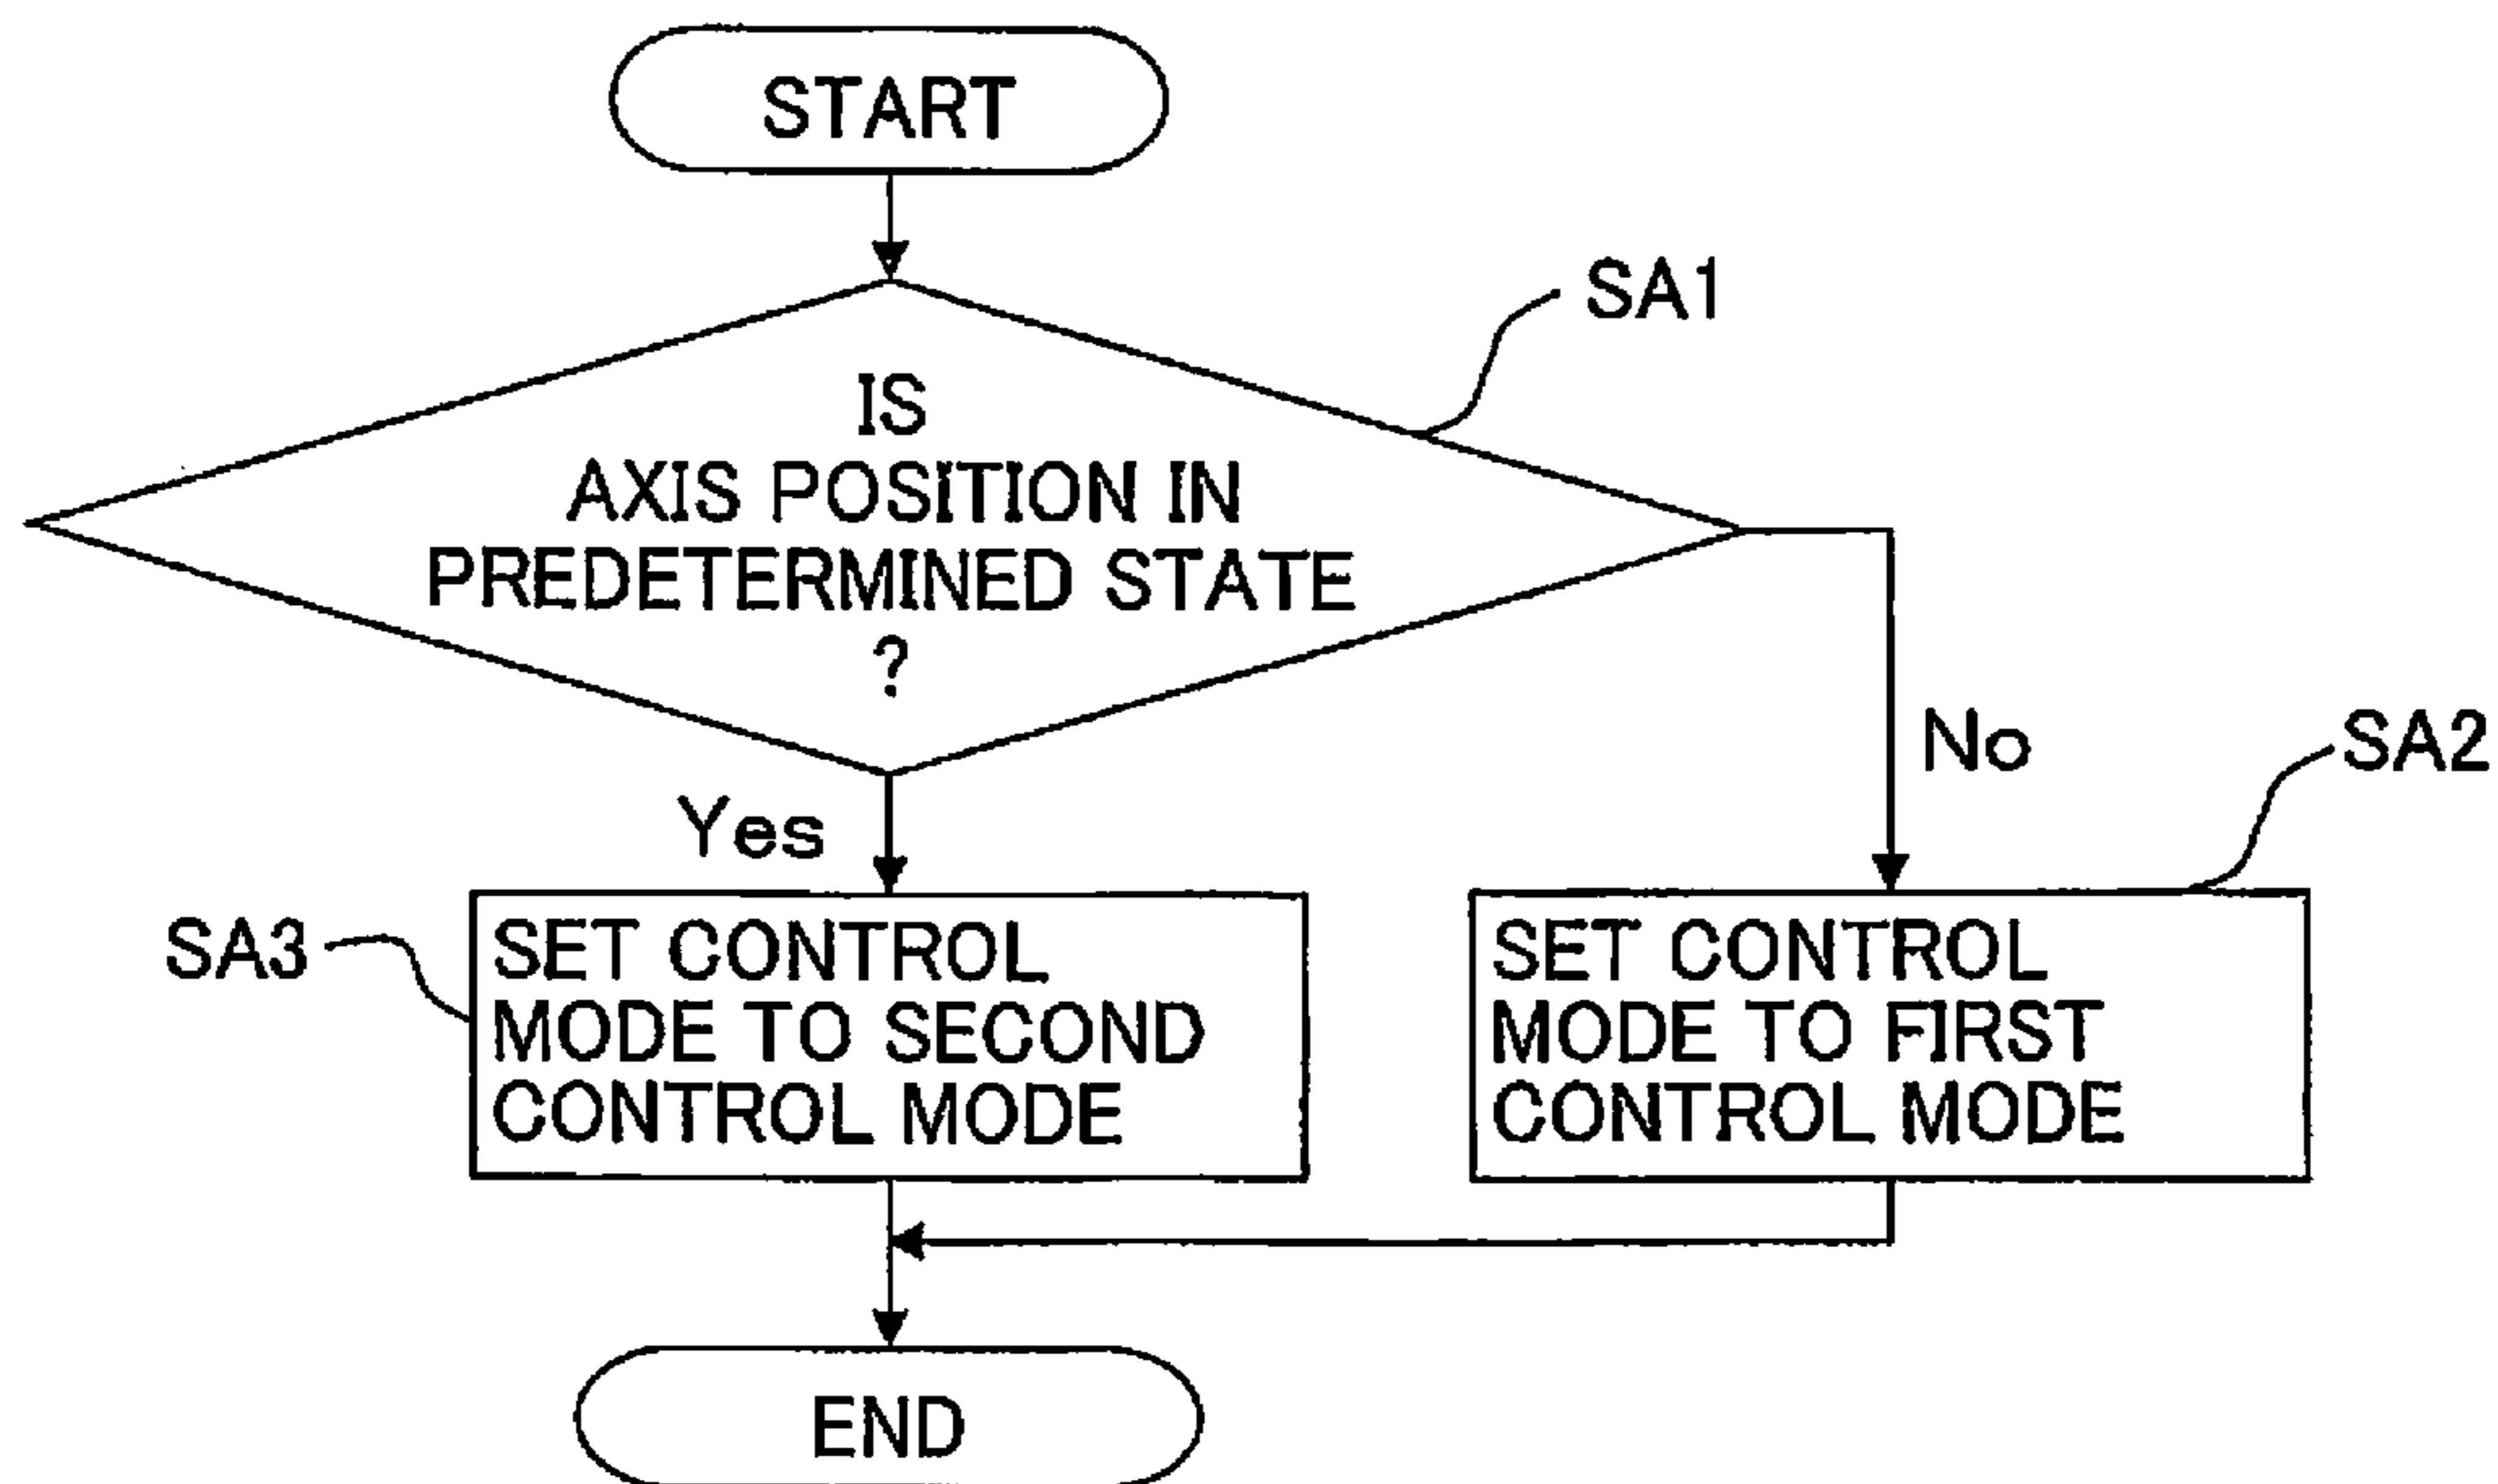 START
SA1
IS
AXIS POSITION IN
PREDETERMINED STATE
?
No
SA2
Yes
SA3
SET CONTROL
MODE TO SECOND
CONTROL MODE
SET CONTROL
MODE TO FIRST
CONTROL MODE
END